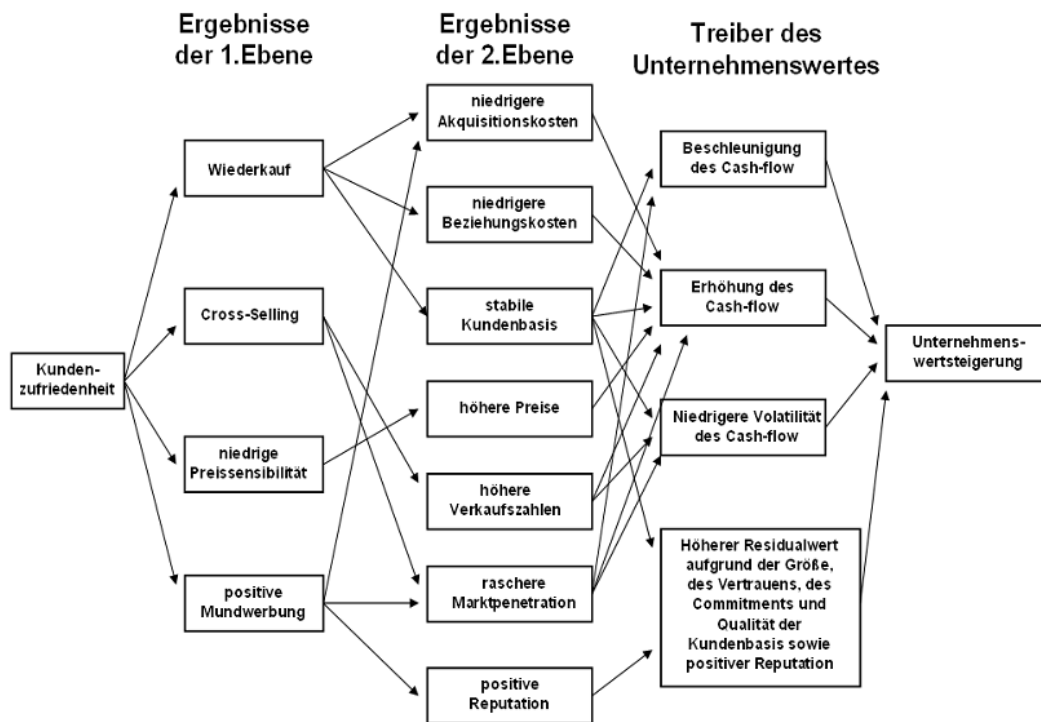 Ergebnisse
der 1.Ebene
Ergebnisse
der 2.Ebene
Treiber des
Unternehmenswertes
Kunden-
zufriedenheit
Wiederkauf
Cross-Selling
niedrige
Preissensibilität
positive
Mundwerbung
niedrigere
Akquisitionskosten
niedrigere
Beziehungskosten
stabile
Kundenbasis
höhere Preise
höhere
Verkaufszahlen
raschere
Marktpenetration
positive
Reputation
Beschleunigung
des Cash-flow
Erhöhung des
Cash-flow
Niedrigere Volatilität
des Cash-flow
Höherer Residualwert
aufgrund der Größe,
des Vertrauens, des
Commitments und
Qualität der
Kundenbasis sowie
positiver Reputation
Unternehmens-
wertsteigerung